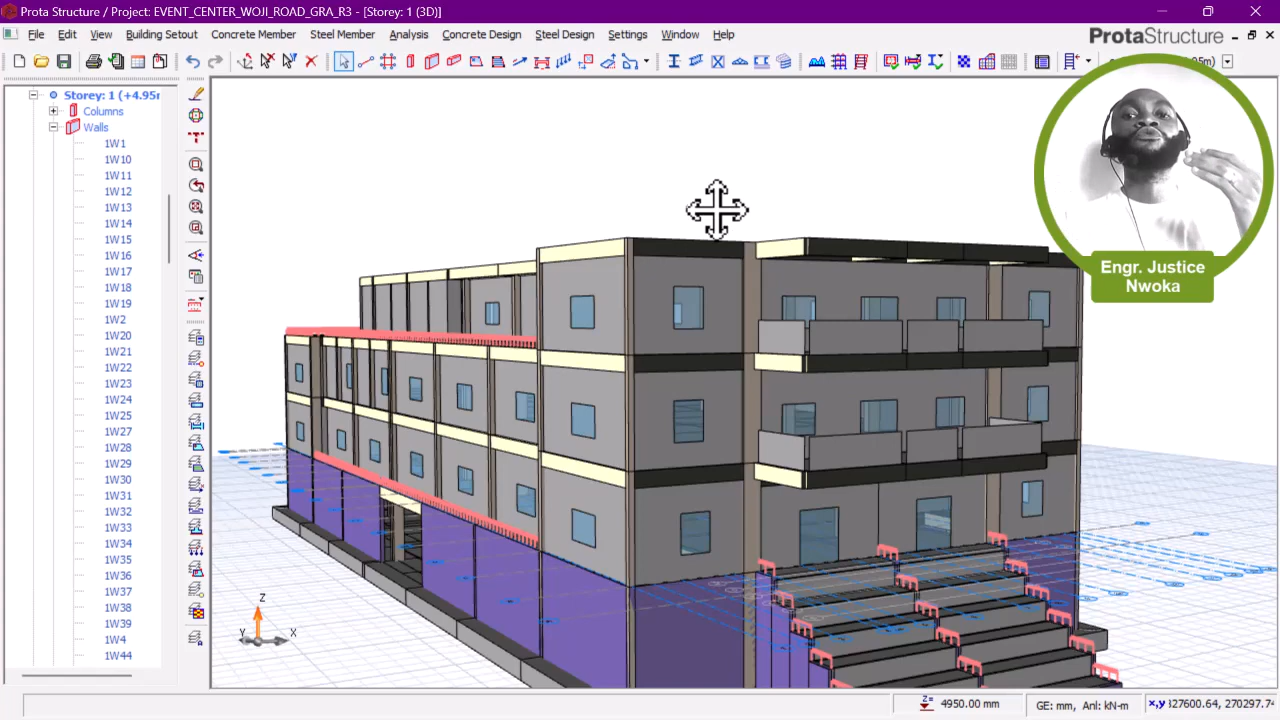 Prota Structure / Project: EVENT_CENTER_WOJI_ROAD_GRA_R3 - [Storey: 1 (3D)]
File Edit View Building Setout Concrete Member Steel Member Analysis Concrete Design Steel Design Settings Window Help
ProtaStructure
Storey: 1 (+4.95m
Columns
Walls
1W1
1W10
1W11
1W12
1W13
1W14
1W15
1W16
1W17
1W18
1W19
1W2
1W20
1W21
1W22
1W23
1W24
1W25
1W27
1W28
1W29
1W30
1W31
1W32
1W33
1W34
1W35
1W36
1W37
1W38
1W39
1W4
1W44
Engr. Justice
Nwoka
Z
Y
X
Z= 4950.00 mm
GE: mm, Anl: kN-m
x,y 327600.64, 270297.74